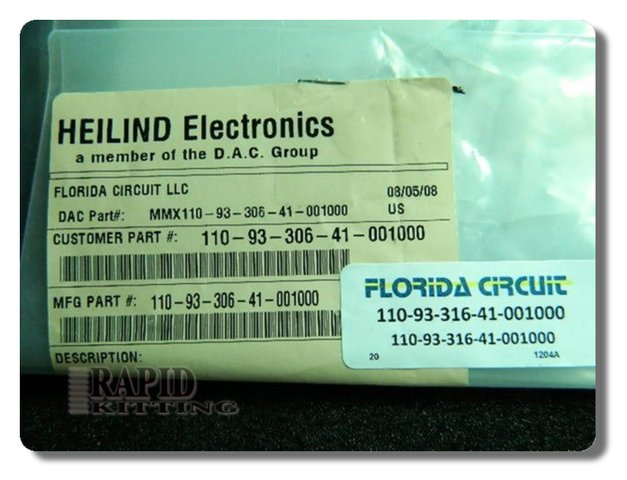 HEILIND Electronics
a member of the D.A.C. Group
FLORIDA CIRCUIT LLC 08/05/08
DAC Part#: MMX110-93-306-41-001000 US
CUSTOMER PART #: 110-93-306-41-001000
MFG PART #: 110-93-306-41-001000
DESCRIPTION:
FLORIDA CIRCUIT
110-93-316-41-001000
110-93-316-41-001000
20 1204A
RAPID
KITTING